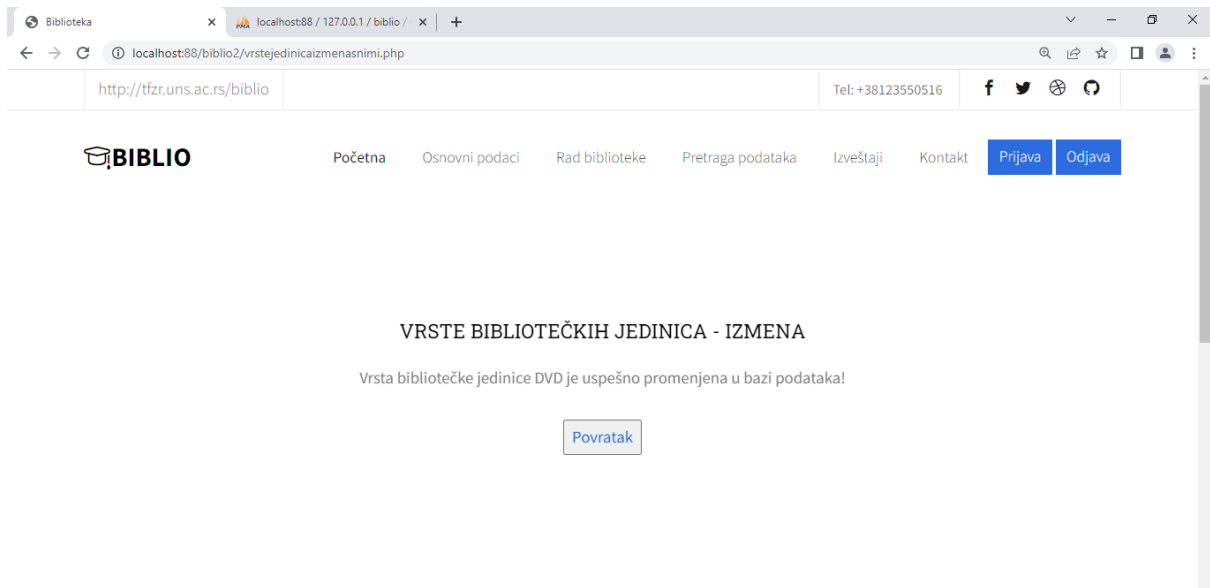 Biblioteka
localhost:88 / 127.0.0.1 / biblio /
localhost:88/biblio2/vrstejedinicaizmenasnimi.php
http://tfzr.uns.ac.rs/biblio
Tel: +38123550516
BIBLIO
Početna
Osnovni podaci
Rad biblioteke
Pretraga podataka
Izveštaji
Kontakt
Prijava
Odjava
VRSTE BIBLIOTEČKIH JEDINICA - IZMENA
Vrsta bibliotečke jedinice DVD je uspešno promenjena u bazi podataka!
Povratak